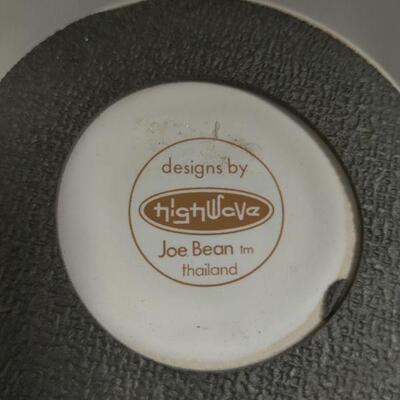 designs by
highwave
Joe Bean tm
thailand